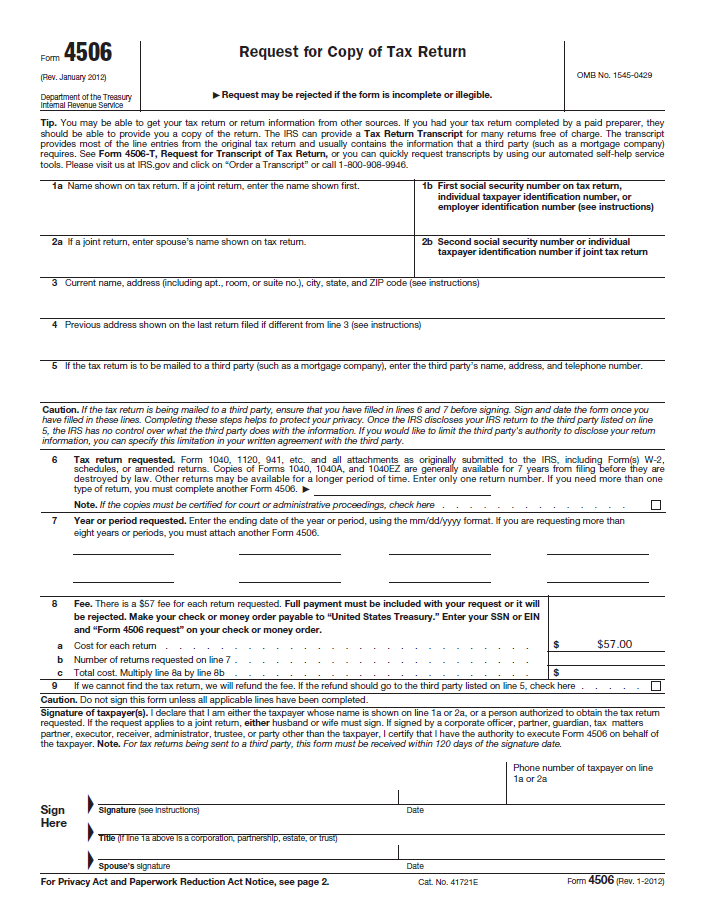 Form 4506
(Rev. January 2012)
Department of the Treasury
Internal Revenue Service
Request for Copy of Tax Return
▶ Request may be rejected if the form is incomplete or illegible.
OMB No. 1545-0429
Tip. You may be able to get your tax return or return information from other sources. If you had your tax return completed by a paid preparer, they
should be able to provide you a copy of the return. The IRS can provide a Tax Return Transcript for many returns free of charge. The transcript
provides most of the line entries from the original tax return and usually contains the information that a third party (such as a mortgage company)
requires. See Form 4506-T, Request for Transcript of Tax Return, or you can quickly request transcripts by using our automated self-help service
tools. Please visit us at IRS.gov and click on “Order a Transcript” or call 1-800-908-9946.
1a Name shown on tax return. If a joint return, enter the name shown first.
1b First social security number on tax return,
individual taxpayer identification number, or
employer identification number (see instructions)
2a If a joint return, enter spouse’s name shown on tax return.
2b Second social security number or individual
taxpayer identification number if joint tax return
3 Current name, address (including apt., room, or suite no.), city, state, and ZIP code (see instructions)
4 Previous address shown on the last return filed if different from line 3 (see instructions)
5 If the tax return is to be mailed to a third party (such as a mortgage company), enter the third party’s name, address, and telephone number.
Caution. If the tax return is being mailed to a third party, ensure that you have filled in lines 6 and 7 before signing. Sign and date the form once you
have filled in these lines. Completing these steps helps to protect your privacy. Once the IRS discloses your IRS return to the third party listed on line
5, the IRS has no control over what the third party does with the information. If you would like to limit the third party’s authority to disclose your return
information, you can specify this limitation in your written agreement with the third party.
6 Tax return requested. Form 1040, 1120, 941, etc. and all attachments as originally submitted to the IRS, including Form(s) W-2,
schedules, or amended returns. Copies of Forms 1040, 1040A, and 1040EZ are generally available for 7 years from filing before they are
destroyed by law. Other returns may be available for a longer period of time. Enter only one return number. If you need more than one
type of return, you must complete another Form 4506. ▶
Note. If the copies must be certified for court or administrative proceedings, check here . . . . . . . . . . . . . .
7 Year or period requested. Enter the ending date of the year or period, using the mm/dd/yyyy format. If you are requesting more than
eight years or periods, you must attach another Form 4506.
8 Fee. There is a $57 fee for each return requested. Full payment must be included with your request or it will
be rejected. Make your check or money order payable to “United States Treasury.” Enter your SSN or EIN
and “Form 4506 request” on your check or money order.
a Cost for each return . . . . . . . . . . . . . . . . . . . . . . . . $ $57.00
b Number of returns requested on line 7 . . . . . . . . . . . . . . . . . . .
c Total cost. Multiply line 8a by line 8b . . . . . . . . . . . . . . . . . . . $
9 If we cannot find the tax return, we will refund the fee. If the refund should go to the third party listed on line 5, check here . . . . .
Caution. Do not sign this form unless all applicable lines have been completed.
Signature of taxpayer(s). I declare that I am either the taxpayer whose name is shown on line 1a or 2a, or a person authorized to obtain the tax return
requested. If the request applies to a joint return, either husband or wife must sign. If signed by a corporate officer, partner, guardian, tax matters
partner, executor, receiver, administrator, trustee, or party other than the taxpayer, I certify that I have the authority to execute Form 4506 on behalf of
the taxpayer. Note. For tax returns being sent to a third party, this form must be received within 120 days of the signature date.
Phone number of taxpayer on line
1a or 2a
Sign
Here
Signature (see instructions) Date
Title (if line 1a above is a corporation, partnership, estate, or trust)
Spouse’s signature Date
For Privacy Act and Paperwork Reduction Act Notice, see page 2. Cat. No. 41721E Form 4506 (Rev. 1-2012)